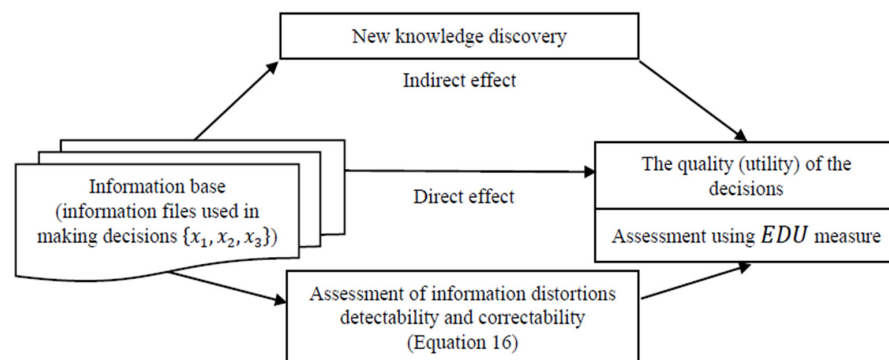 New knowledge discovery
Indirect effect
Information base
(information files used in
making decisions {x₁, x₂, x₃})
Direct effect
The quality (utility) of the
decisions
Assessment using EDU measure
Assessment of information distortions
detectability and correctability
(Equation 16)